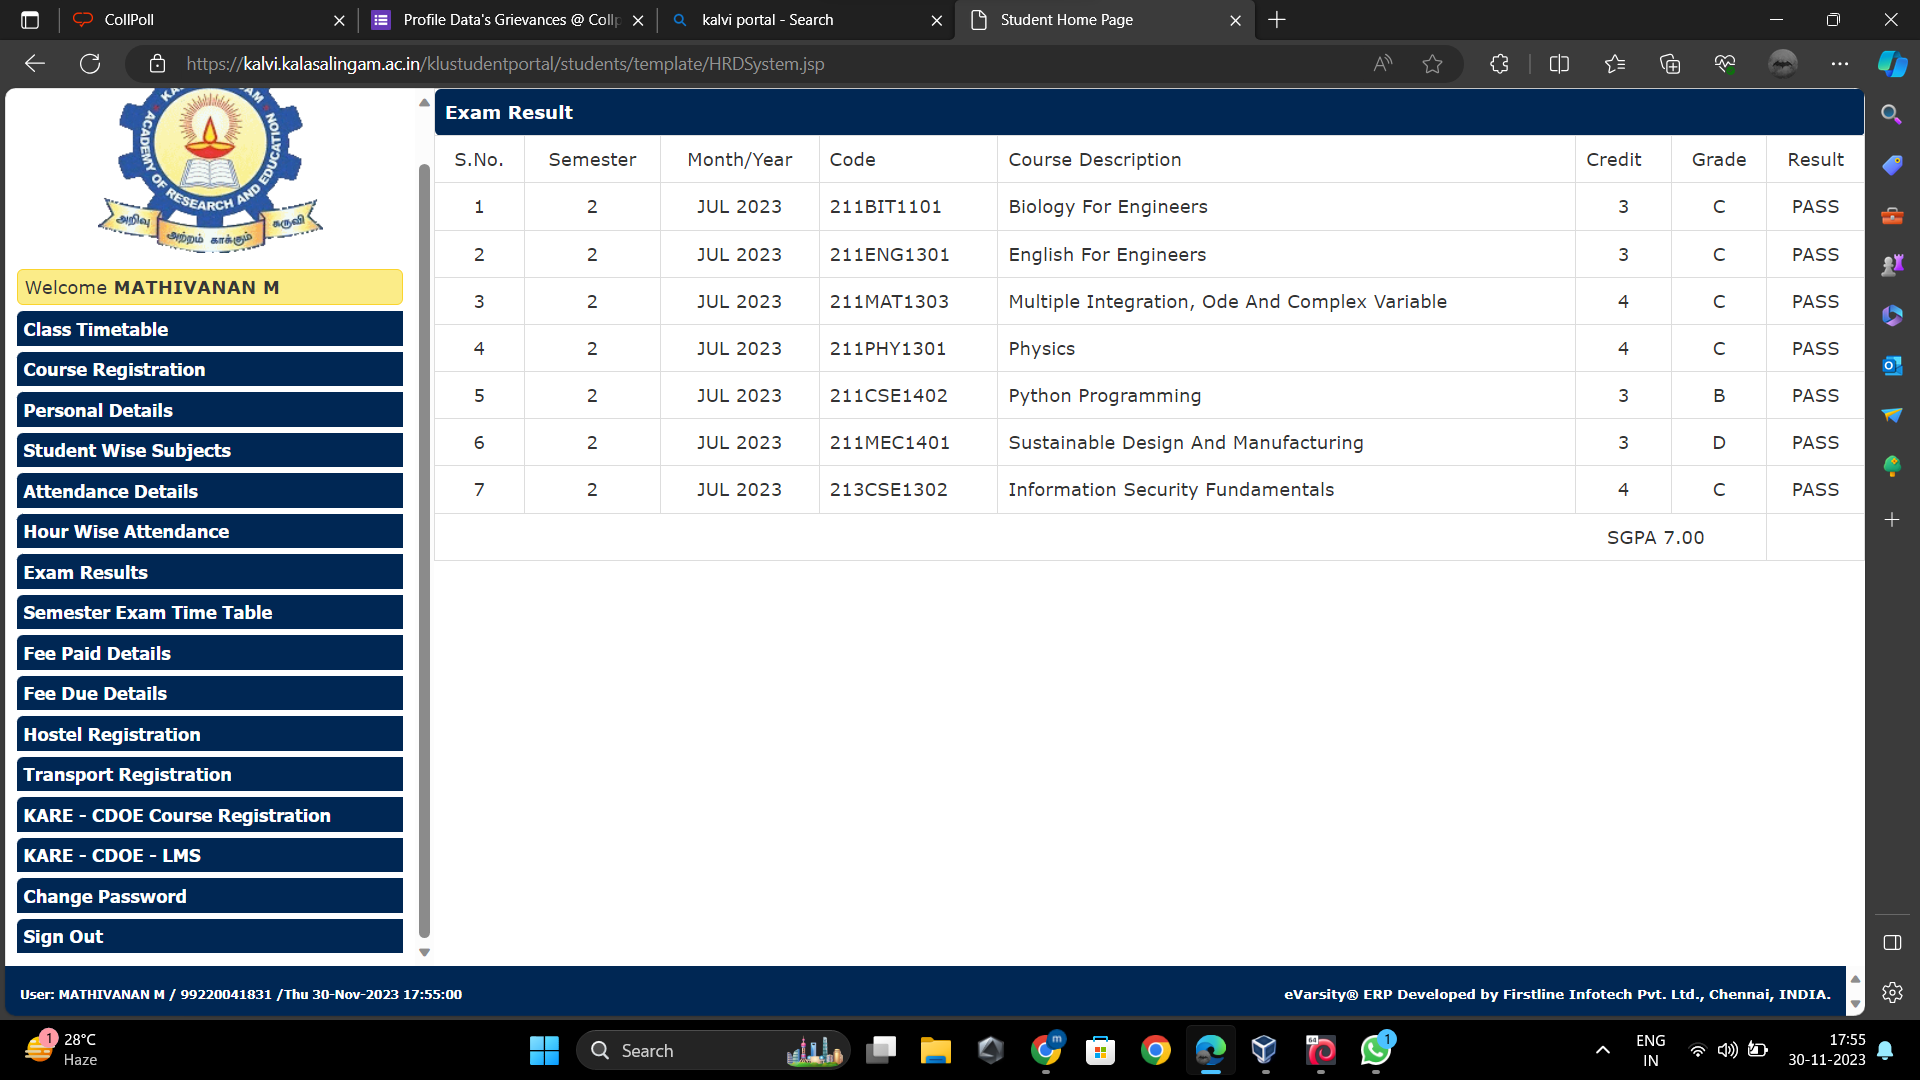 CollPoll
Profile Data's Grievances @ Collp
kalvi portal - Search
Student Home Page
https://kalvi.kalasalingam.ac.in/klustudentportal/students/template/HRDSystem.jsp
ACADEMY OF RESEARCH AND EDUCATION
அறிவு
அற்றம் காக்கும்
கருவி
Welcome MATHIVANAN M
Class Timetable
Course Registration
Personal Details
Student Wise Subjects
Attendance Details
Hour Wise Attendance
Exam Results
Semester Exam Time Table
Fee Paid Details
Fee Due Details
Hostel Registration
Transport Registration
KARE - CDOE Course Registration
KARE - CDOE - LMS
Change Password
Sign Out
Exam Result
S.No. Semester Month/Year Code Course Description Credit Grade Result
1 2 JUL 2023 211BIT1101 Biology For Engineers 3 C PASS
2 2 JUL 2023 211ENG1301 English For Engineers 3 C PASS
3 2 JUL 2023 211MAT1303 Multiple Integration, Ode And Complex Variable 4 C PASS
4 2 JUL 2023 211PHY1301 Physics 4 C PASS
5 2 JUL 2023 211CSE1402 Python Programming 3 B PASS
6 2 JUL 2023 211MEC1401 Sustainable Design And Manufacturing 3 D PASS
7 2 JUL 2023 213CSE1302 Information Security Fundamentals 4 C PASS
SGPA 7.00
User: MATHIVANAN M / 99220041831 /Thu 30-Nov-2023 17:55:00
eVarsity® ERP Developed by Firstline Infotech Pvt. Ltd., Chennai, INDIA.
1
28°C
Haze
Search
m
64
1
ENG
IN
17:55
30-11-2023